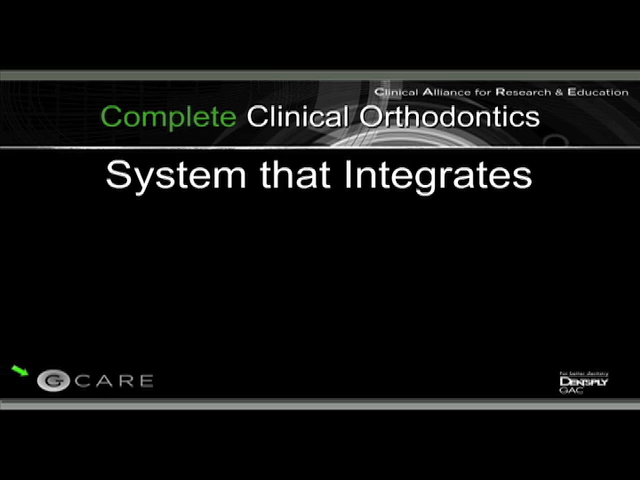 Clinical Alliance for Research & Education
Complete Clinical Orthodontics
System that Integrates
G CARE
For better dentistry
DENTSPLY
GAC